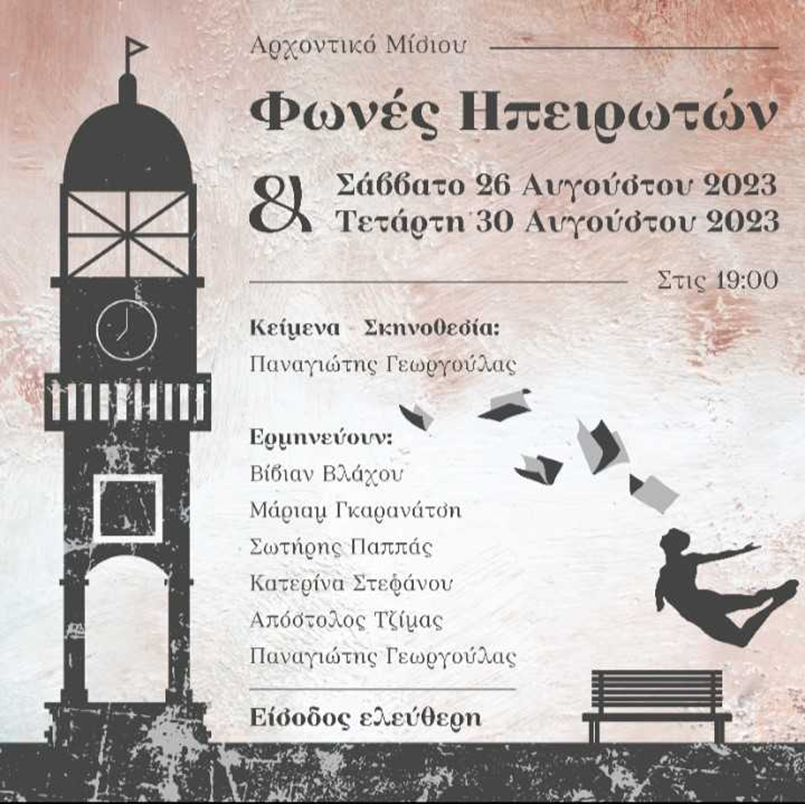 Αρχοντικό Μίσιου
Φωνές Ηπειρωτών
& Σάββατο 26 Αυγούστου 2023
Τετάρτη 30 Αυγούστου 2023
Στις 19:00
Κείμενα - Σκηνοθεσία:
Παναγιώτης Γεωργούλας
Ερμηνεύουν:
Βίβιαν Βλάχου
Μάριαμ Γκαρανάτση
Σωτήρης Παππάς
Κατερίνα Στεφάνου
Απόστολος Τζίμας
Παναγιώτης Γεωργούλας
Είσοδος ελεύθερη